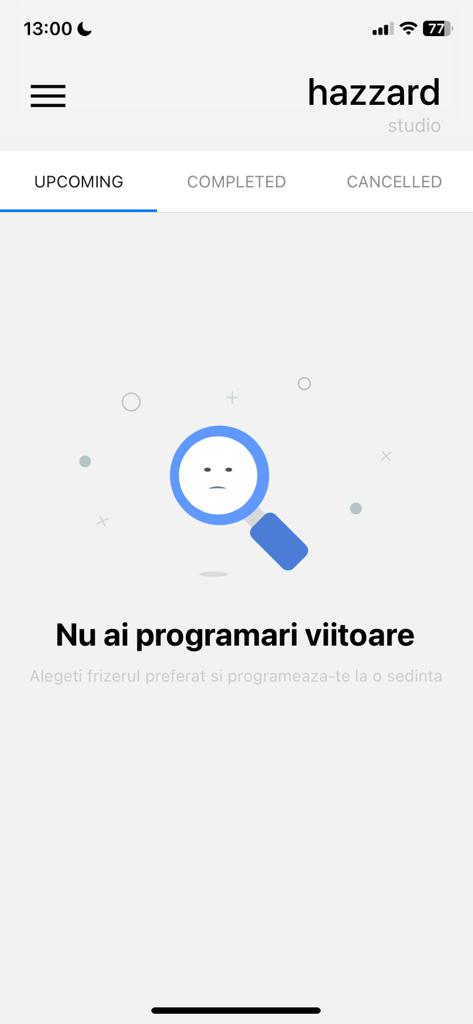 13:00
77
hazzard
studio
UPCOMING COMPLETED CANCELLED
Nu ai programari viitoare
Alegeti frizerul preferat si programeaza-te la o sedinta